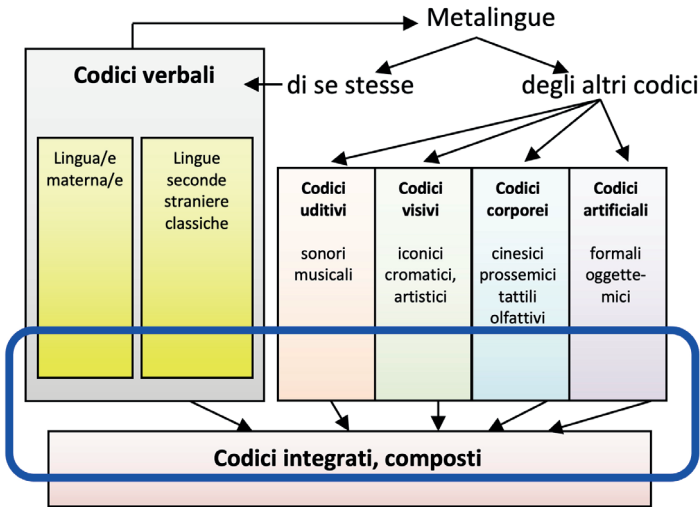 Metalingue
Codici verbali
di se stesse
degli altri codici
Lingua/e
materna/e
Lingue
seconde
straniere
classiche
Codici
uditivi
sonori
musicali
Codici
visivi
iconici
cromatici,
artistici
Codici
corporei
cinesici
prossemici
tattili
olfattivi
Codici
artificiali
formali
oggette-
mici
Codici integrati, composti